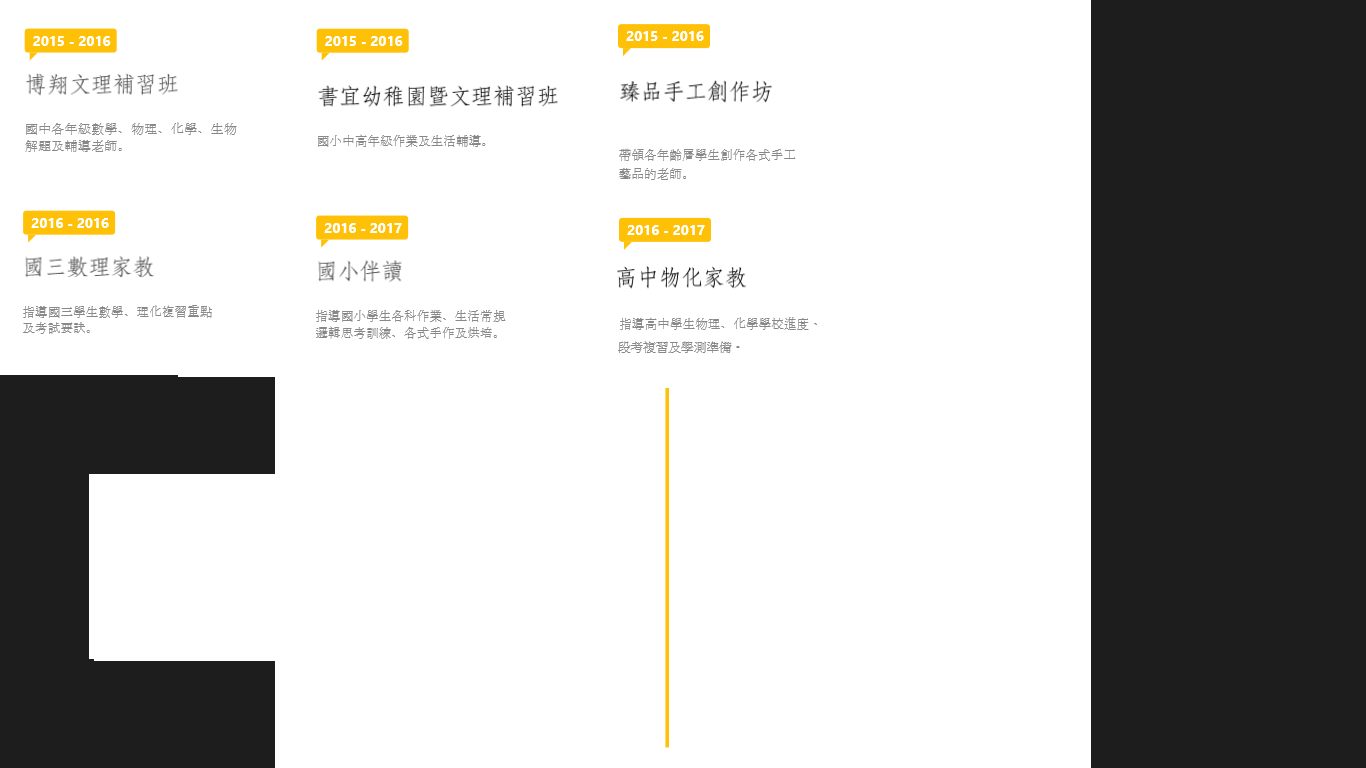 2015 - 2016
博翔文理補習班
國中各年級數學、物理、化學、生物
解題及輔導老師。
2015 - 2016
書宜幼稚園暨文理補習班
國小中高年級作業及生活輔導。
2015 - 2016
臻品手工創作坊
帶領各年齡層學生創作各式手工
藝品的老師。
2016 - 2016
國三數理家教
指導國三學生數學、理化複習重點
及考試要訣。
2016 - 2017
國小伴讀
指導國小學生各科作業、生活常規
邏輯思考訓練、各式手作及烘培。
2016 - 2017
高中物化家教
指導高中學生物理、化學學校進度、
段考複習及學測準備。